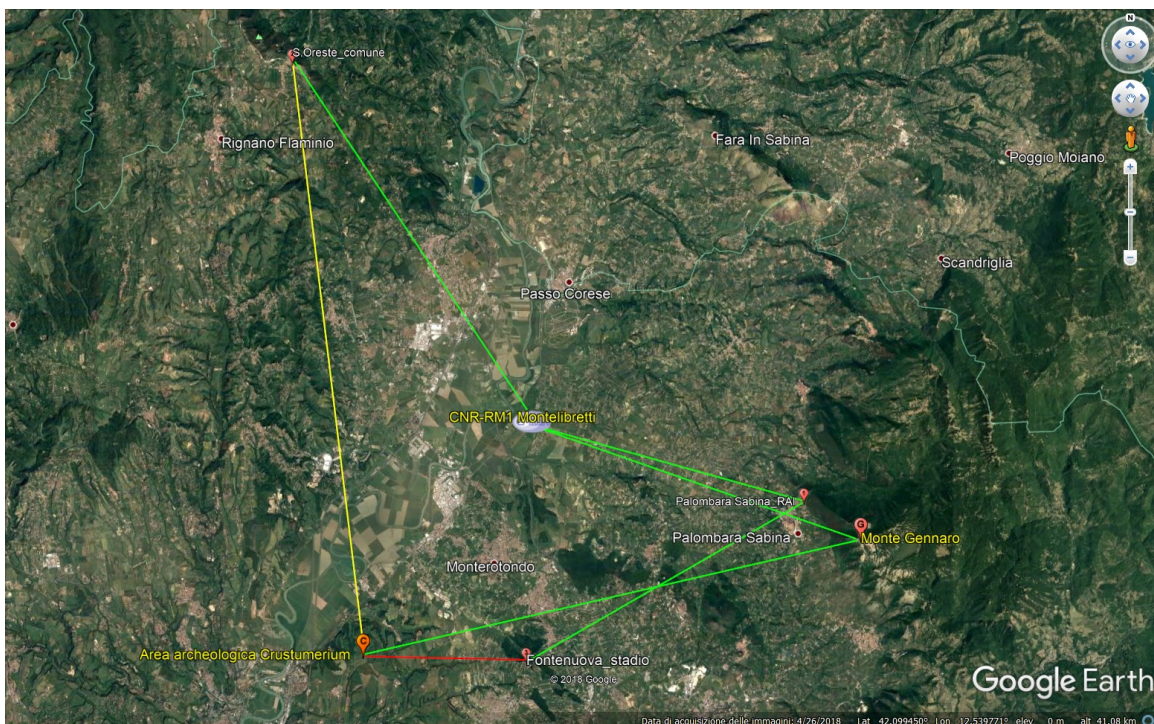 N
S.Oreste_comune
Rignano Flaminio
Fara In Sabina
Poggio Moiano
Scandriglia
Passo Corese
CNR-RM1 Montelibretti
Palombara Sabina_RAI
Palombara Sabina
G
Monte Gennaro
Monterotondo
C
Area archeologica Crustumerium
Fontenuova_stadio
© 2018 Google
Google Earth
Data di acquisizione delle immagini: 4/26/2018 Lat 42.099450° Lon 12.539771° elev 0 m alt 41.08 km